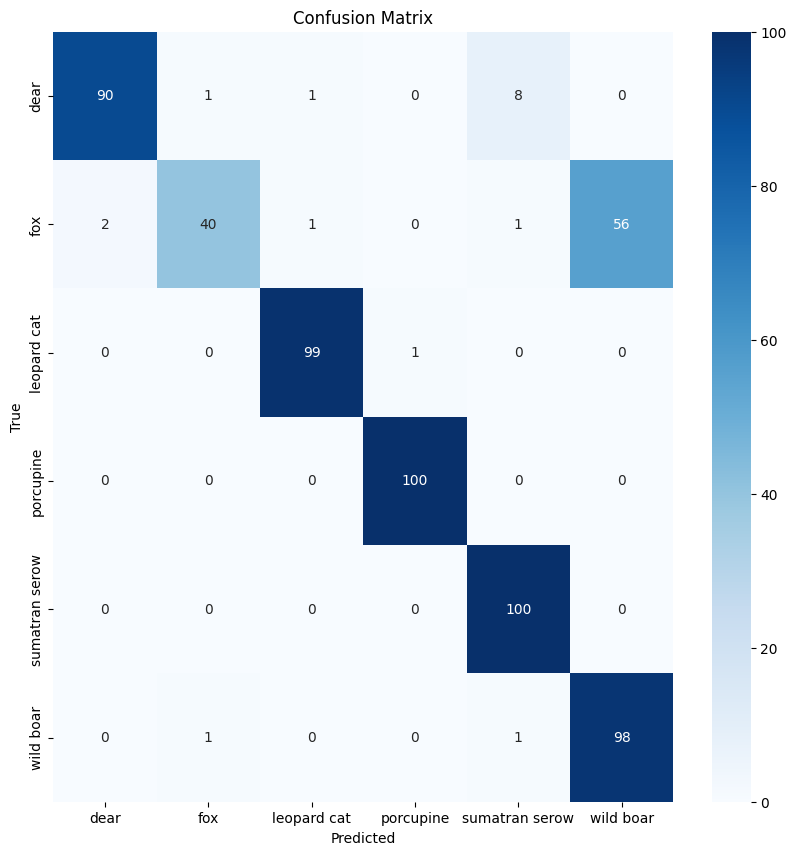 Confusion Matrix
100
dear 90 1 1 0 8 0
80
fox 2 40 1 0 1 56
60
leopard cat 0 0 99 1 0 0
True
porcupine 0 0 0 100 0 0
40
sumatran serow 0 0 0 0 100 0
20
wild boar 0 1 0 0 1 98
0
dear fox leopard cat porcupine sumatran serow wild boar
Predicted